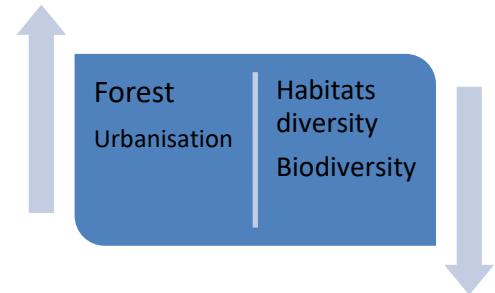 Forest
Urbanisation
Habitats
diversity
Biodiversity